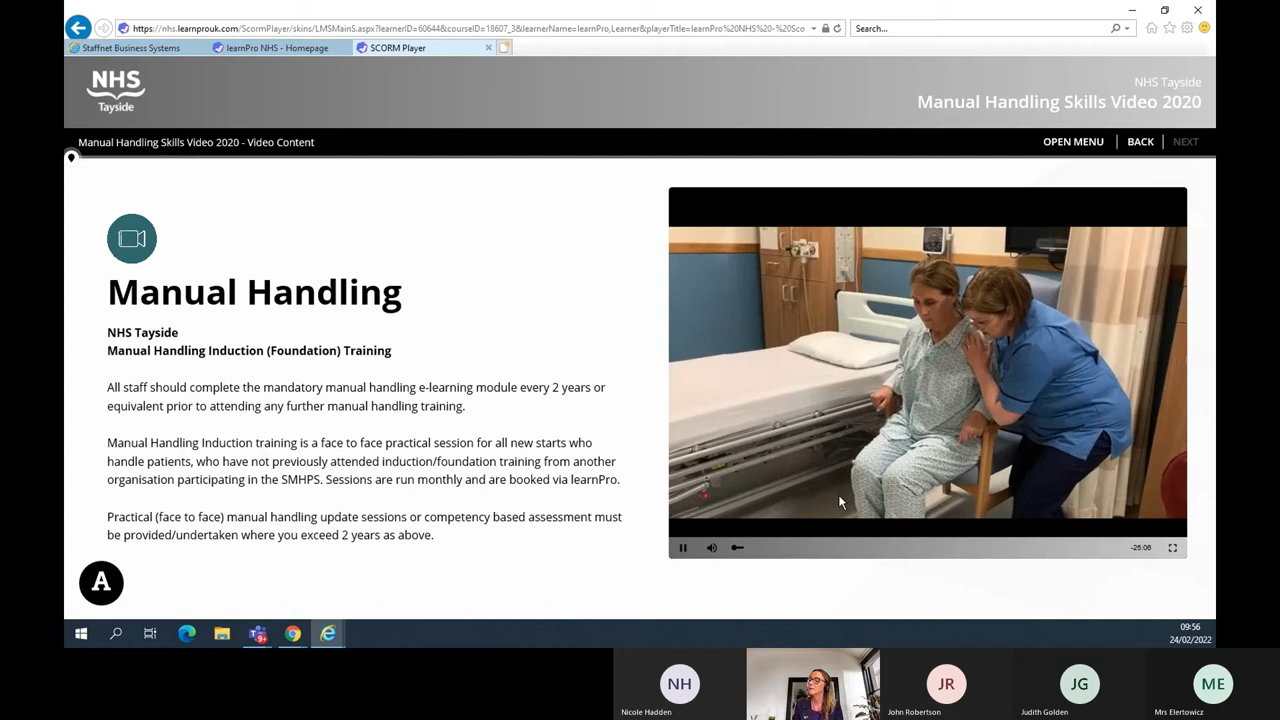 https://nhs.learnprouk.com/ScormPlayer/skins/LMSMainS.aspx?learnerID=60644&courseID=18607_3&learnerName=learnPro,Learner&playerTitle=learnPro%20NHS%20-%20Sco
Search...
Staffnet Business Systems
learnPro NHS - Homepage
SCORM Player
NHS
Tayside
NHS Tayside
Manual Handling Skills Video 2020
Manual Handling Skills Video 2020 - Video Content
OPEN MENU
BACK
NEXT
Manual Handling
NHS Tayside
Manual Handling Induction (Foundation) Training
All staff should complete the mandatory manual handling e-learning module every 2 years or
equivalent prior to attending any further manual handling training.
Manual Handling Induction training is a face to face practical session for all new starts who
handle patients, who have not previously attended induction/foundation training from another
organisation participating in the SMHPS. Sessions are run monthly and are booked via learnPro.
Practical (face to face) manual handling update sessions or competency based assessment must
be provided/undertaken where you exceed 2 years as above.
A
-25:06
9+
09:56
24/02/2022
NH
Nicole Hadden
JR
John Robertson
JG
Judith Golden
ME
Mrs Elertowicz